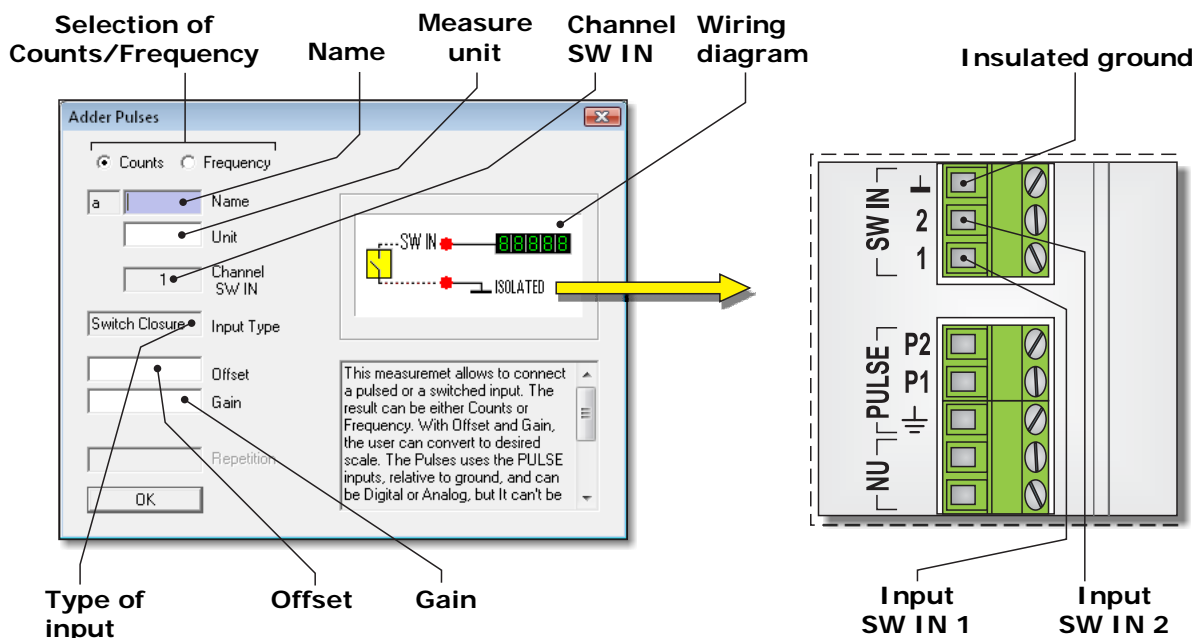 Selection of
Counts/Frequency
Name
Measure
unit
Channel
SW IN
Wiring
diagram
Insulated ground
Adder Pulses
Counts
Frequency
a
Name
Unit
1
Channel
SW IN
Switch Closure
Input Type
Offset
Gain
Repetition
OK
SW IN
88888
ISOLATED
This measuremet allows to connect
a pulsed or a switched input. The
result can be either Counts or
Frequency. With Offset and Gain,
the user can convert to desired
scale. The Pulses uses the PULSE
inputs, relative to ground, and can
be Digital or Analog, but It can't be
SW IN
2
1
PULSE
P2
P1
NU
Type of
input
Offset
Gain
Input
SW IN 1
Input
SW IN 2